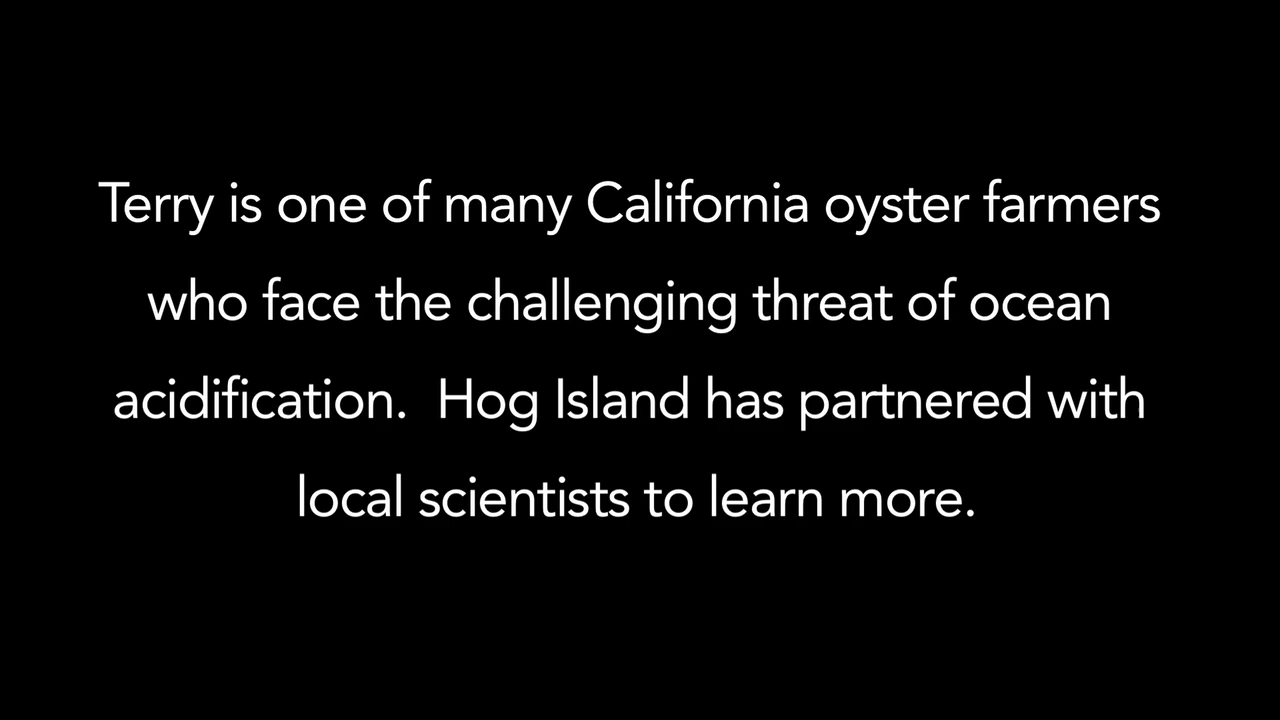 Terry is one of many California oyster farmers
who face the challenging threat of ocean
acidification.  Hog Island has partnered with
local scientists to learn more.